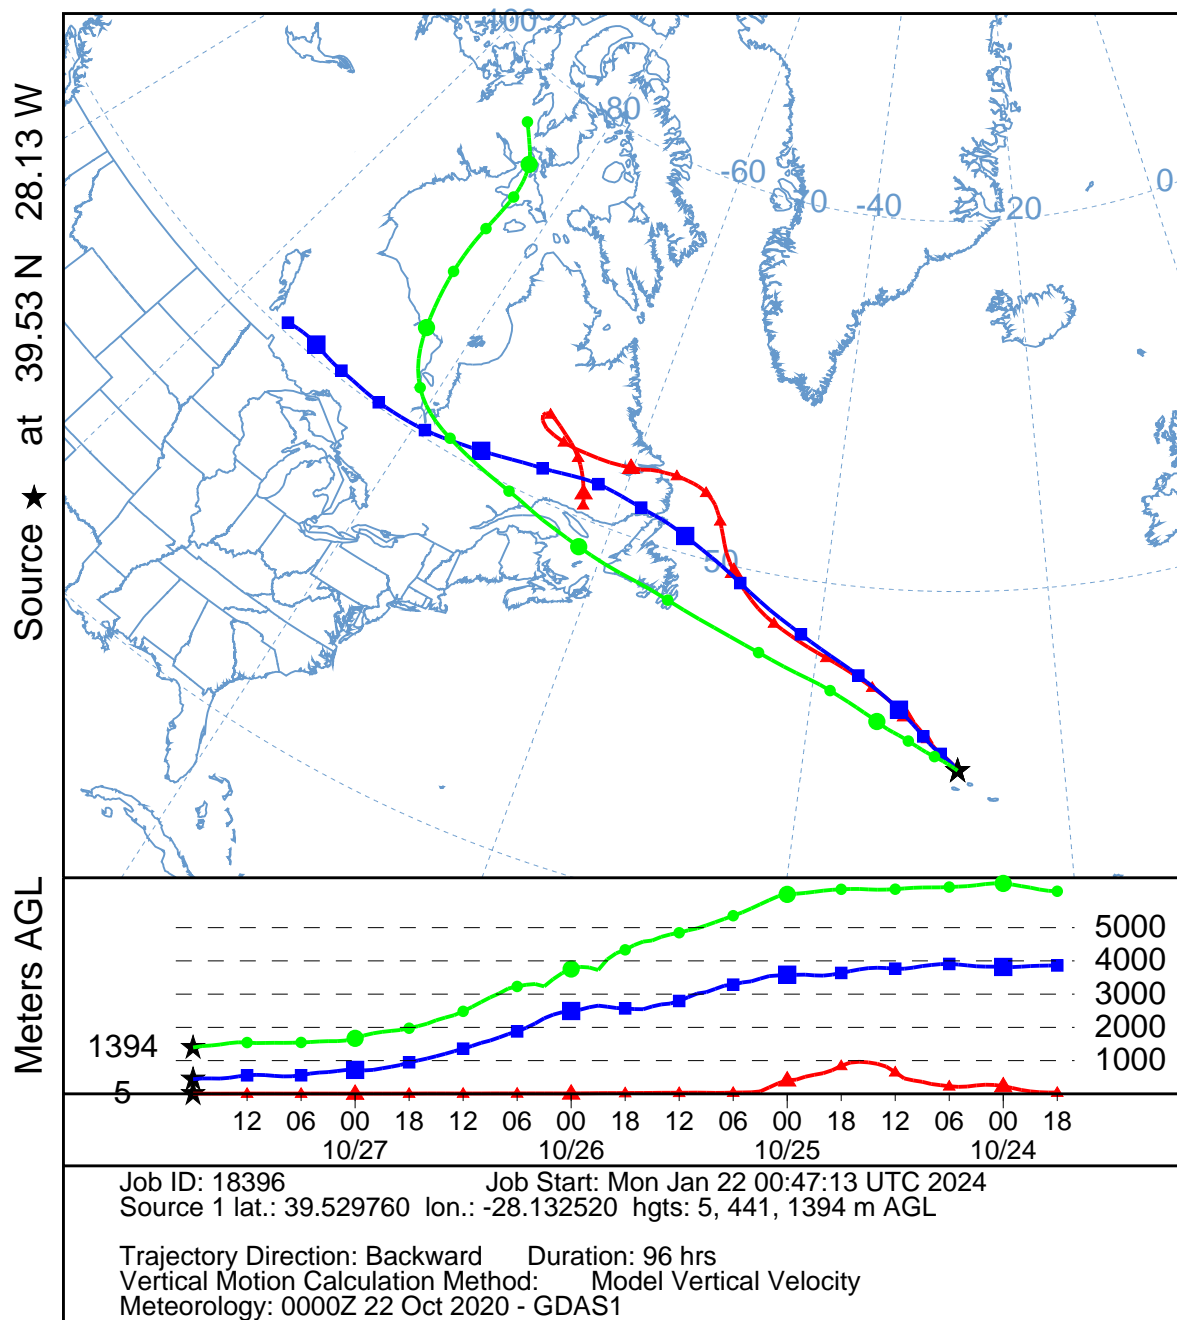 Source ★ at 39.53 N 28.13 W
-100
-80
-60
70
-40
20
0
50
Meters AGL
5000
4000
3000
2000
1000
1394
5
12 06 00 18 12 06 00 18 12 06 00 18 12 06 00 18
10/27 10/26 10/25 10/24
Job ID: 18396 Job Start: Mon Jan 22 00:47:13 UTC 2024
Source 1 lat.: 39.529760 lon.: -28.132520 hgts: 5, 441, 1394 m AGL
Trajectory Direction: Backward Duration: 96 hrs
Vertical Motion Calculation Method: Model Vertical Velocity
Meteorology: 0000Z 22 Oct 2020 - GDAS1